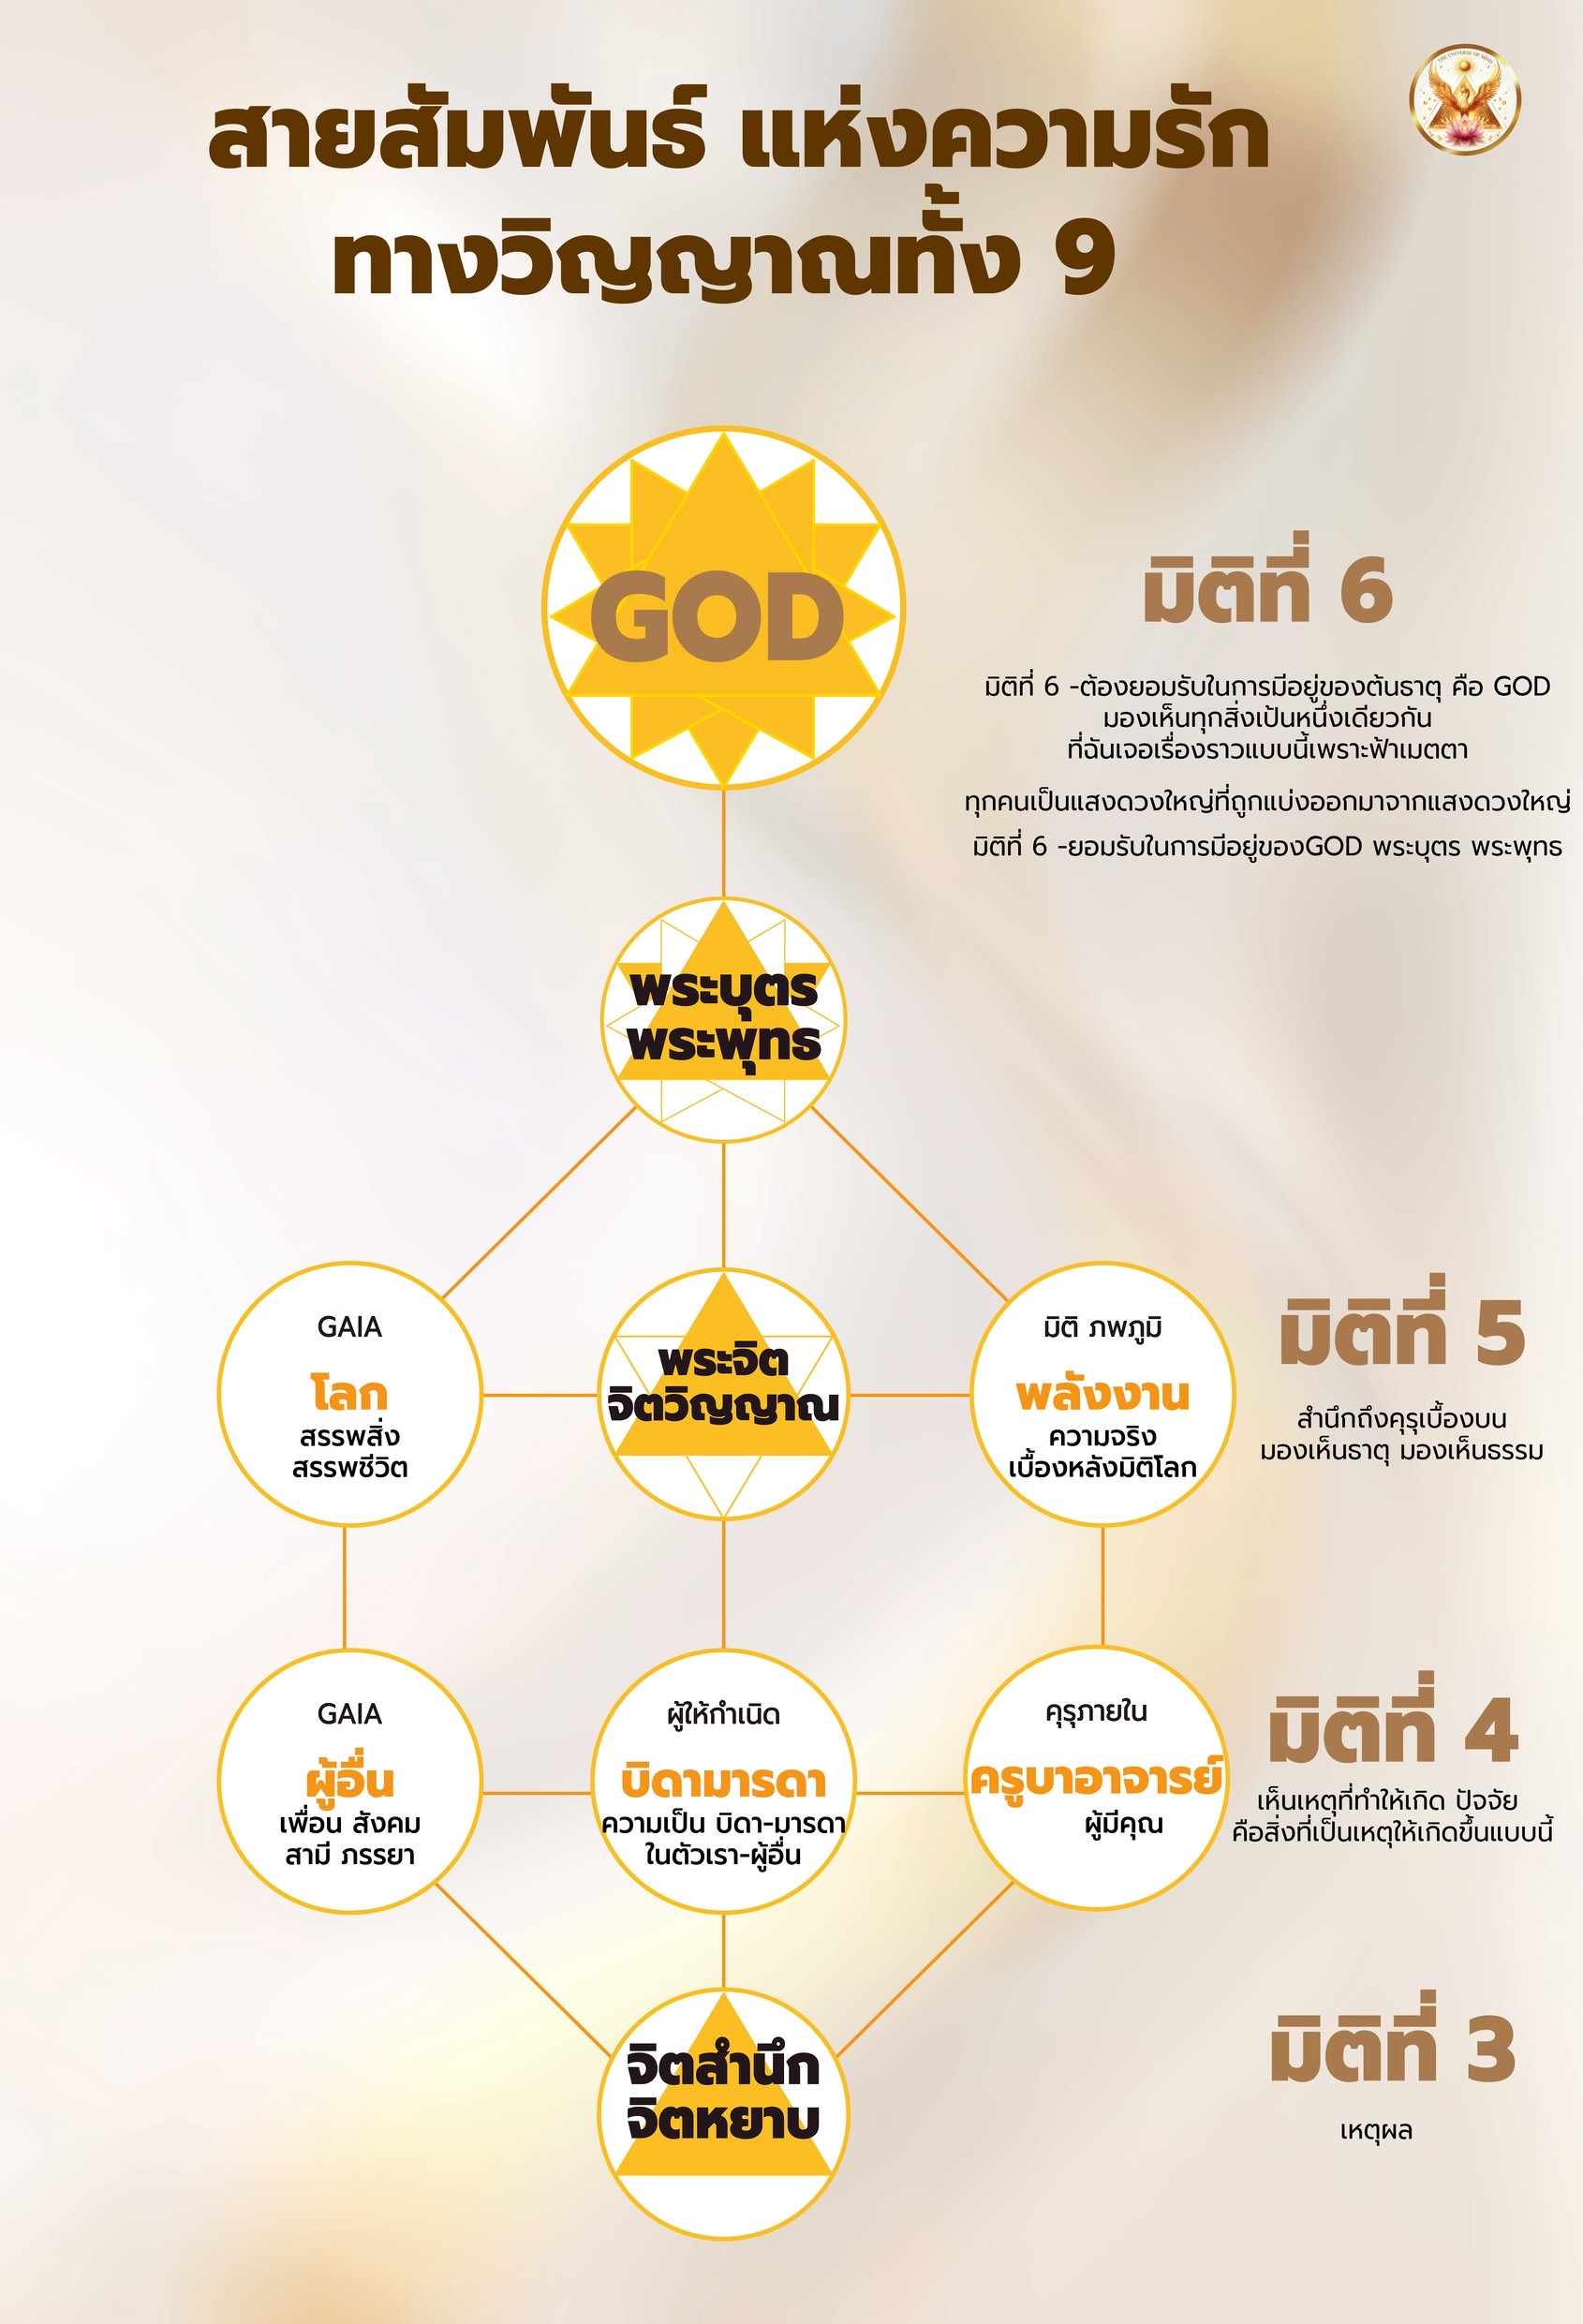 THE UNIVERSE OF MIND
สายสัมพันธ์ แห่งความรัก
ทางวิญญาณทั้ง 9
GOD
มิติที่ 6
มิติที่ 6 -ต้องยอมรับในการมีอยู่ของต้นธาตุ คือ GOD
มองเห็นทุกสิ่งเป้นหนึ่งเดียวกัน
ที่ฉันเจอเรื่องราวแบบนี้เพราะฟ้าเมตตา
ทุกคนเป็นแสงดวงใหญ่ที่ถูกแบ่งออกมาจากแสงดวงใหญ่
มิติที่ 6 -ยอมรับในการมีอยู่ของGOD พระบุตร พระพุทธ
พระบุตร
พระพุทธ
GAIA
โลก
สรรพสิ่ง
สรรพชีวิต
พระจิต
จิตวิญญาณ
มิติ ภพภูมิ
พลังงาน
ความจริง
เบื้องหลังมิติโลก
มิติที่ 5
สำนึกถึงคุรุเบื้องบน
มองเห็นธาตุ มองเห็นธรรม
GAIA
ผู้อื่น
เพื่อน สังคม
สามี ภรรยา
ผู้ให้กำเนิด
บิดามารดา
ความเป็น บิดา-มารดา
ในตัวเรา-ผู้อื่น
คุรุภายใน
ครูบาอาจารย์
ผู้มีคุณ
มิติที่ 4
เห็นเหตุที่ทำให้เกิด ปัจจัย
คือสิ่งที่เป็นเหตุให้เกิดขึ้นแบบนี้
จิตสำนึก
จิตหยาบ
มิติที่ 3
เหตุผล